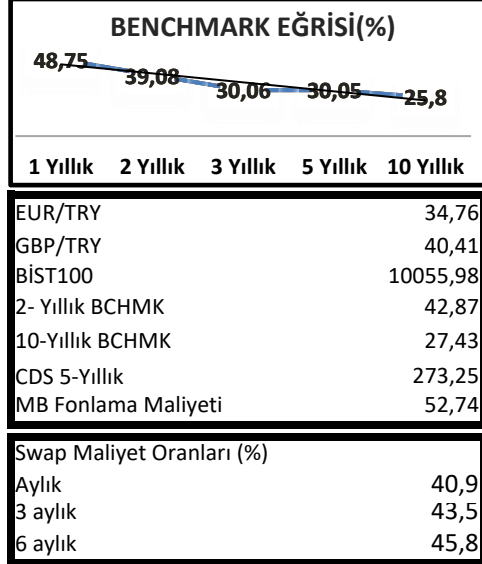 BENCHMARK EĞRİSİ(%)
48,75 39,08 30,06 30,05 25,8
1 Yıllık 2 Yıllık 3 Yıllık 5 Yıllık 10 Yıllık
EUR/TRY 34,76
GBP/TRY 40,41
BİST100 10055,98
2- Yıllık BCHMK 42,87
10-Yıllık BCHMK 27,43
CDS 5-Yıllık 273,25
MB Fonlama Maliyeti 52,74
Swap Maliyet Oranları (%)
Aylık 40,9
3 aylık 43,5
6 aylık 45,8